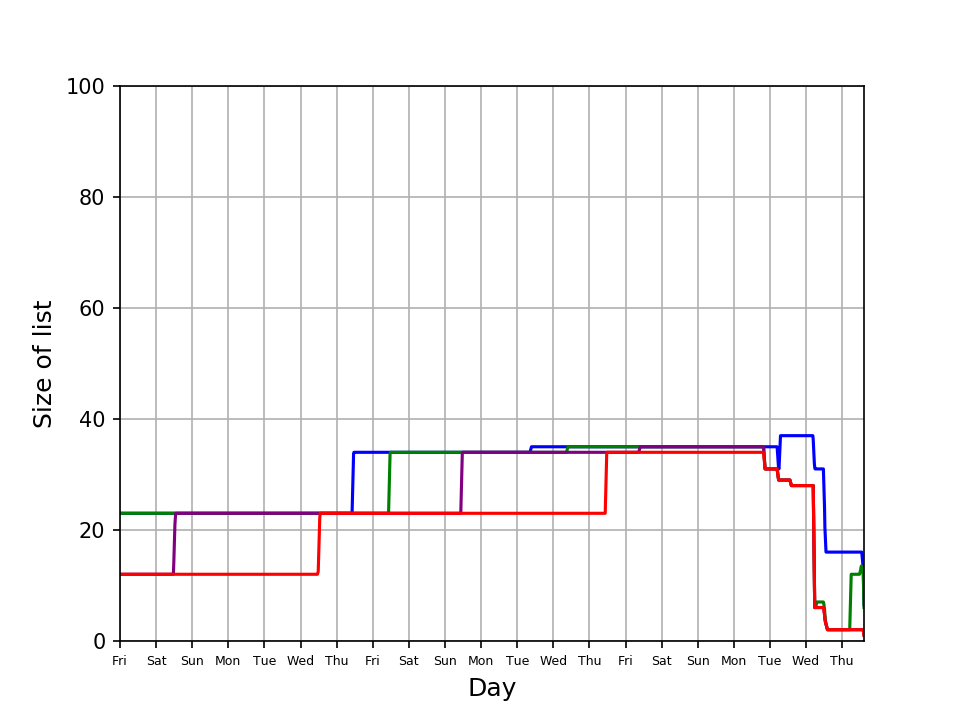 100
80
60
40
20
0
Size of list
Fri Sat Sun Mon Tue Wed Thu Fri Sat Sun Mon Tue Wed Thu Fri Sat Sun Mon Tue Wed Thu
Day